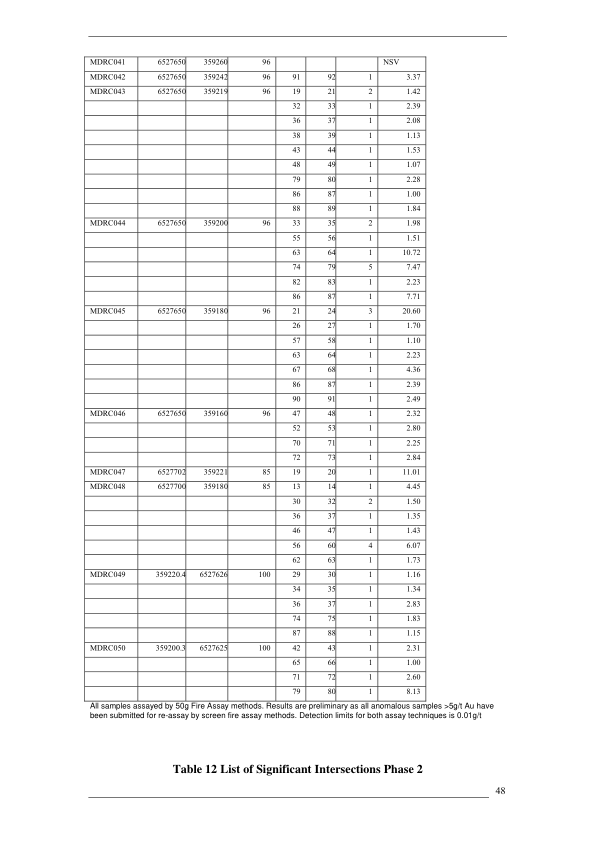 MDRC041 6527650 359260 96 NSV
MDRC042 6527650 359242 96 91 92 1 3.37
MDRC043 6527650 359219 96 19 21 2 1.42
32 33 1 2.39
36 37 1 2.08
38 39 1 1.13
43 44 1 1.53
48 49 1 1.07
79 80 1 2.28
86 87 1 1.00
88 89 1 1.84
MDRC044 6527650 359200 96 33 35 2 1.98
55 56 1 1.51
63 64 1 10.72
74 79 5 7.47
82 83 1 2.23
86 87 1 7.71
MDRC045 6527650 359180 96 21 24 3 20.60
26 27 1 1.70
57 58 1 1.10
63 64 1 2.23
67 68 1 4.36
86 87 1 2.39
90 91 1 2.49
MDRC046 6527650 359160 96 47 48 1 2.32
52 53 1 2.80
70 71 1 2.25
72 73 1 2.84
MDRC047 6527702 359221 85 19 20 1 11.01
MDRC048 6527700 359180 85 13 14 1 4.45
30 32 2 1.50
36 37 1 1.35
46 47 1 1.43
56 60 4 6.07
62 63 1 1.73
MDRC049 359220.4 6527626 100 29 30 1 1.16
34 35 1 1.34
36 37 1 2.83
74 75 1 1.83
87 88 1 1.15
MDRC050 359200.3 6527625 100 42 43 1 2.31
65 66 1 1.00
71 72 1 2.60
79 80 1 8.13
All samples assayed by 50g Fire Assay methods. Results are preliminary as all anomalous samples >5g/t Au have
been submitted for re-assay by screen fire assay methods. Detection limits for both assay techniques is 0.01g/t
Table 12 List of Significant Intersections Phase 2
48